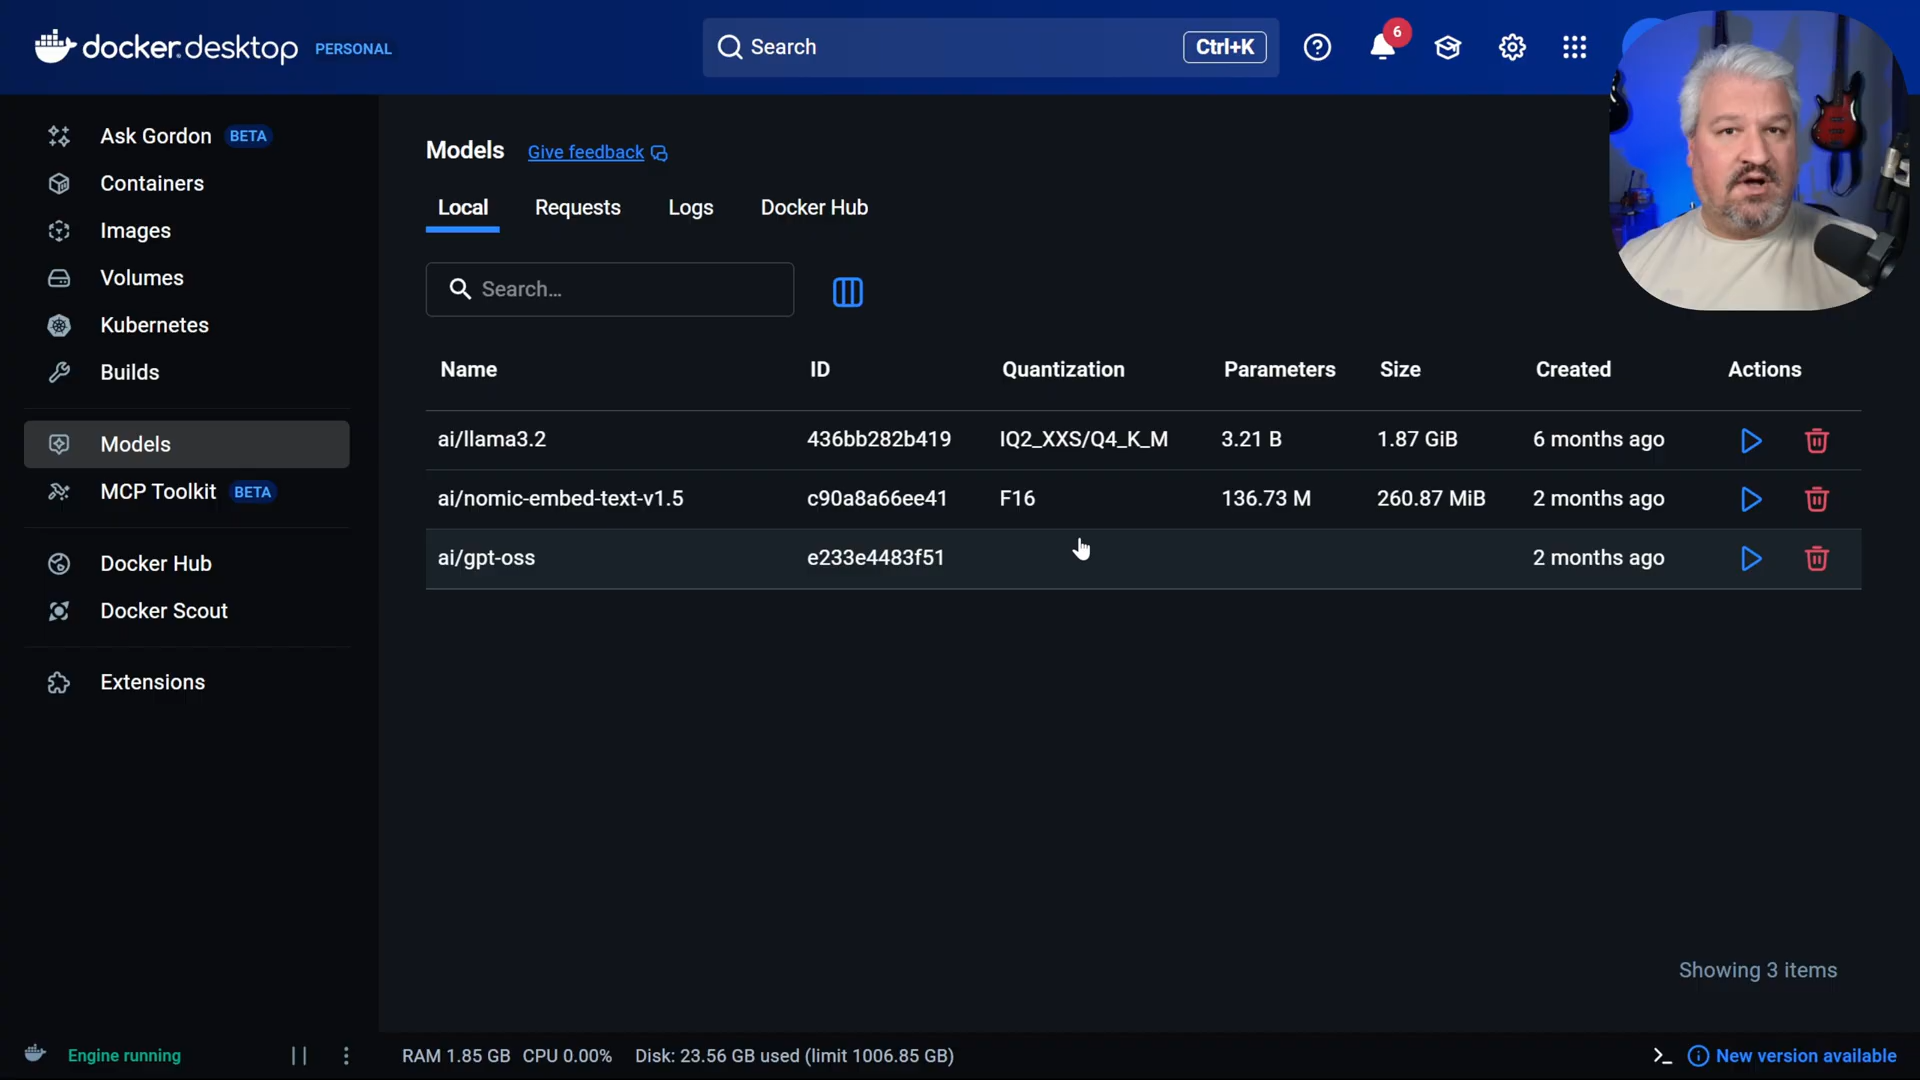 docker.desktop PERSONAL
Search Ctrl+K
6
Ask Gordon BETA
Containers
Images
Volumes
Kubernetes
Builds
Models
MCP Toolkit BETA
Docker Hub
Docker Scout
Extensions
Models Give feedback
Local Requests Logs Docker Hub
Search...
Name ID Quantization Parameters Size Created Actions
ai/llama3.2 436bb282b419 IQ2_XXS/Q4_K_M 3.21 B 1.87 GiB 6 months ago
ai/nomic-embed-text-v1.5 c90a8a66ee41 F16 136.73 M 260.87 MiB 2 months ago
ai/gpt-oss e233e4483f51 2 months ago
Showing 3 items
Engine running RAM 1.85 GB CPU 0.00% Disk: 23.56 GB used (limit 1006.85 GB) New version available